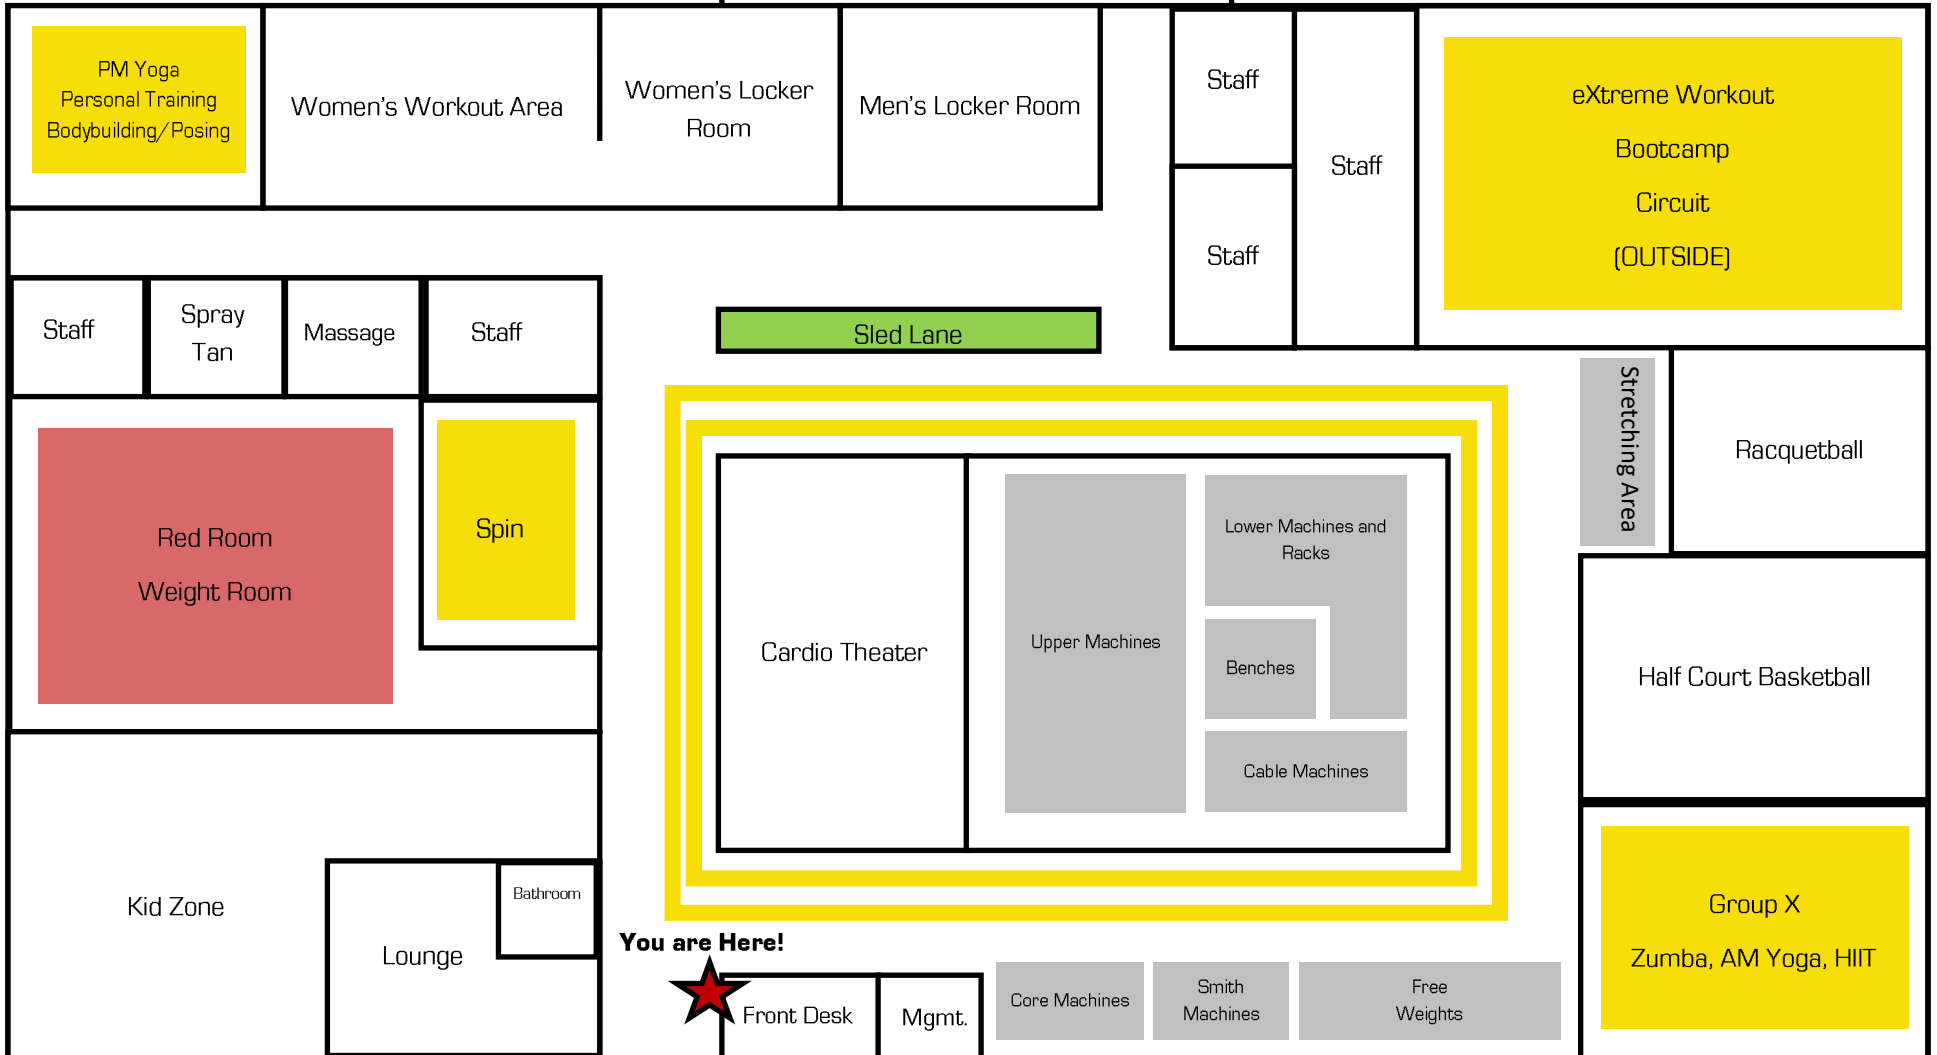 PM Yoga
Personal Training
Bodybuilding/Posing
Women's Workout Area
Women's Locker
Room
Men's Locker Room
Staff
Staff
Staff
eXtreme Workout
Bootcamp
Circuit
(OUTSIDE)
Staff
Spray
Tan
Massage
Staff
Sled Lane
Stretching Area
Racquetball
Red Room
Weight Room
Spin
Cardio Theater
Upper Machines
Lower Machines and
Racks
Benches
Cable Machines
Half Court Basketball
Kid Zone
Lounge
Bathroom
You are Here!
Front Desk
Mgmt.
Core Machines
Smith
Machines
Free
Weights
Group X
Zumba, AM Yoga, HIIT